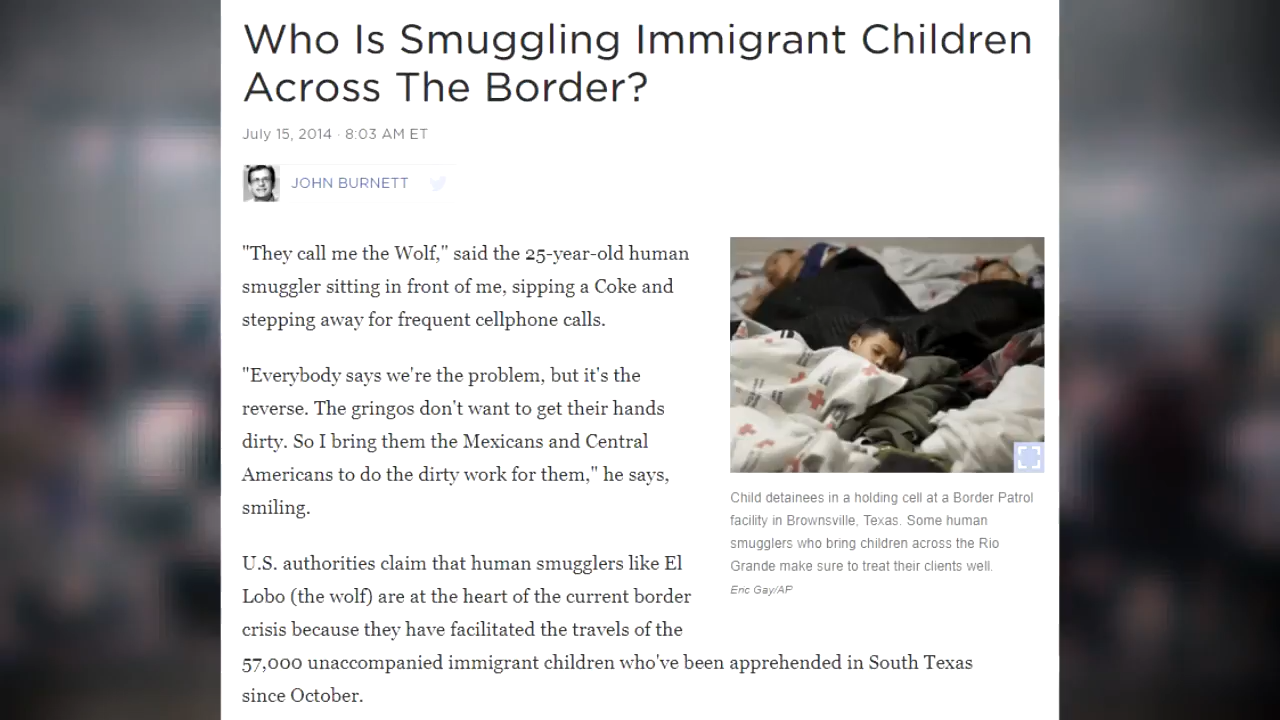 Who Is Smuggling Immigrant Children
Across The Border?
July 15, 2014 · 8:03 AM ET
JOHN BURNETT
"They call me the Wolf," said the 25-year-old human
smuggler sitting in front of me, sipping a Coke and
stepping away for frequent cellphone calls.
"Everybody says we're the problem, but it's the
reverse. The gringos don't want to get their hands
dirty. So I bring them the Mexicans and Central
Americans to do the dirty work for them," he says,
smiling.
U.S. authorities claim that human smugglers like El
Lobo (the wolf) are at the heart of the current border
crisis because they have facilitated the travels of the
57,000 unaccompanied immigrant children who've been apprehended in South Texas
since October.
Child detainees in a holding cell at a Border Patrol
facility in Brownsville, Texas. Some human
smugglers who bring children across the Rio
Grande make sure to treat their clients well.
Eric Gay/AP